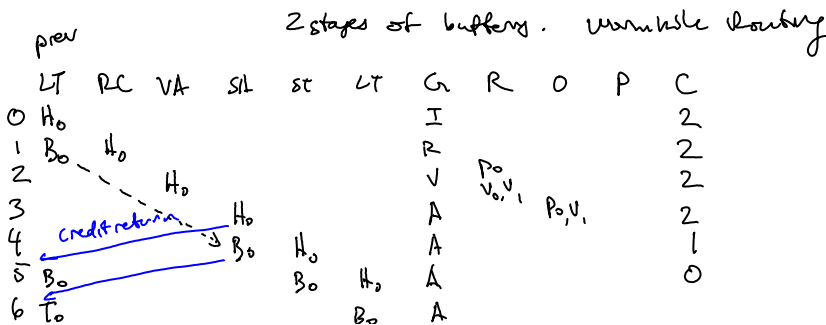 2 stages of buffering. Wormhole Routing
prev
LT RC VA SA ST LT G R O P C
0 H₀ I 2
1 B₀ H₀ R 2
2 H₀ V P₀ V₀,V₁ 2
3 H₀ A P₀,V₁ 2
credit return
4 B₀ H₀ A 1
5 B₀ B₀ H₀ A 0
6 T₀ B₀ A